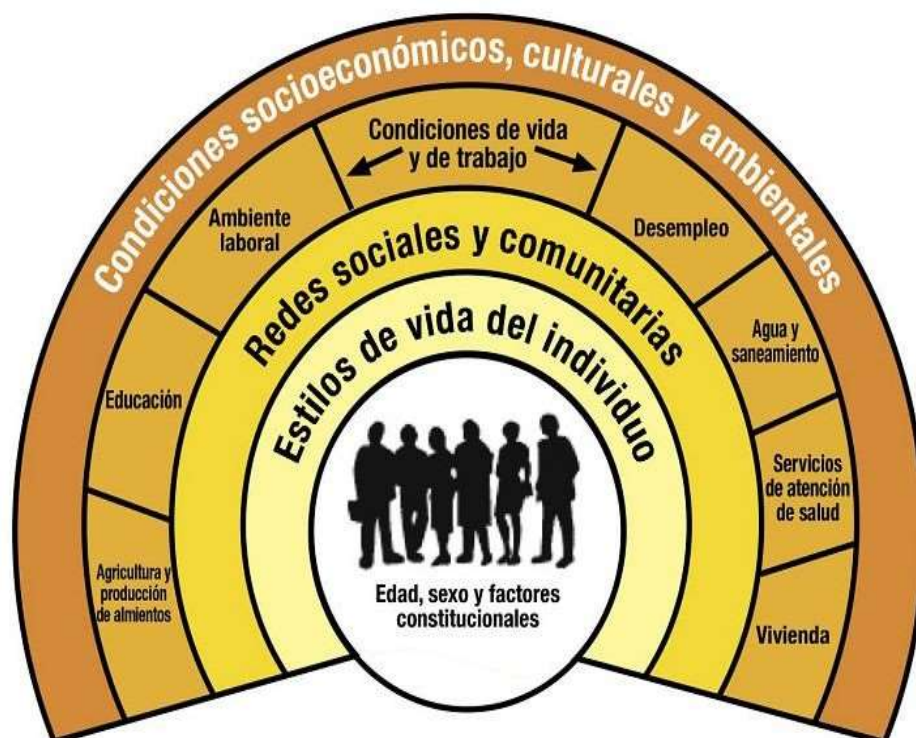 Condiciones socioeconómicos, culturales y ambientales
Condiciones de vida
y de trabajo
Ambiente
laboral
Desempleo
Redes sociales y comunitarias
Agua y
saneamiento
Estilos de vida del individuo
Educación
Servicios
de atención
de salud
Agricultura y
producción
de almientos
Edad, sexo y factores
constitucionales
Vivienda